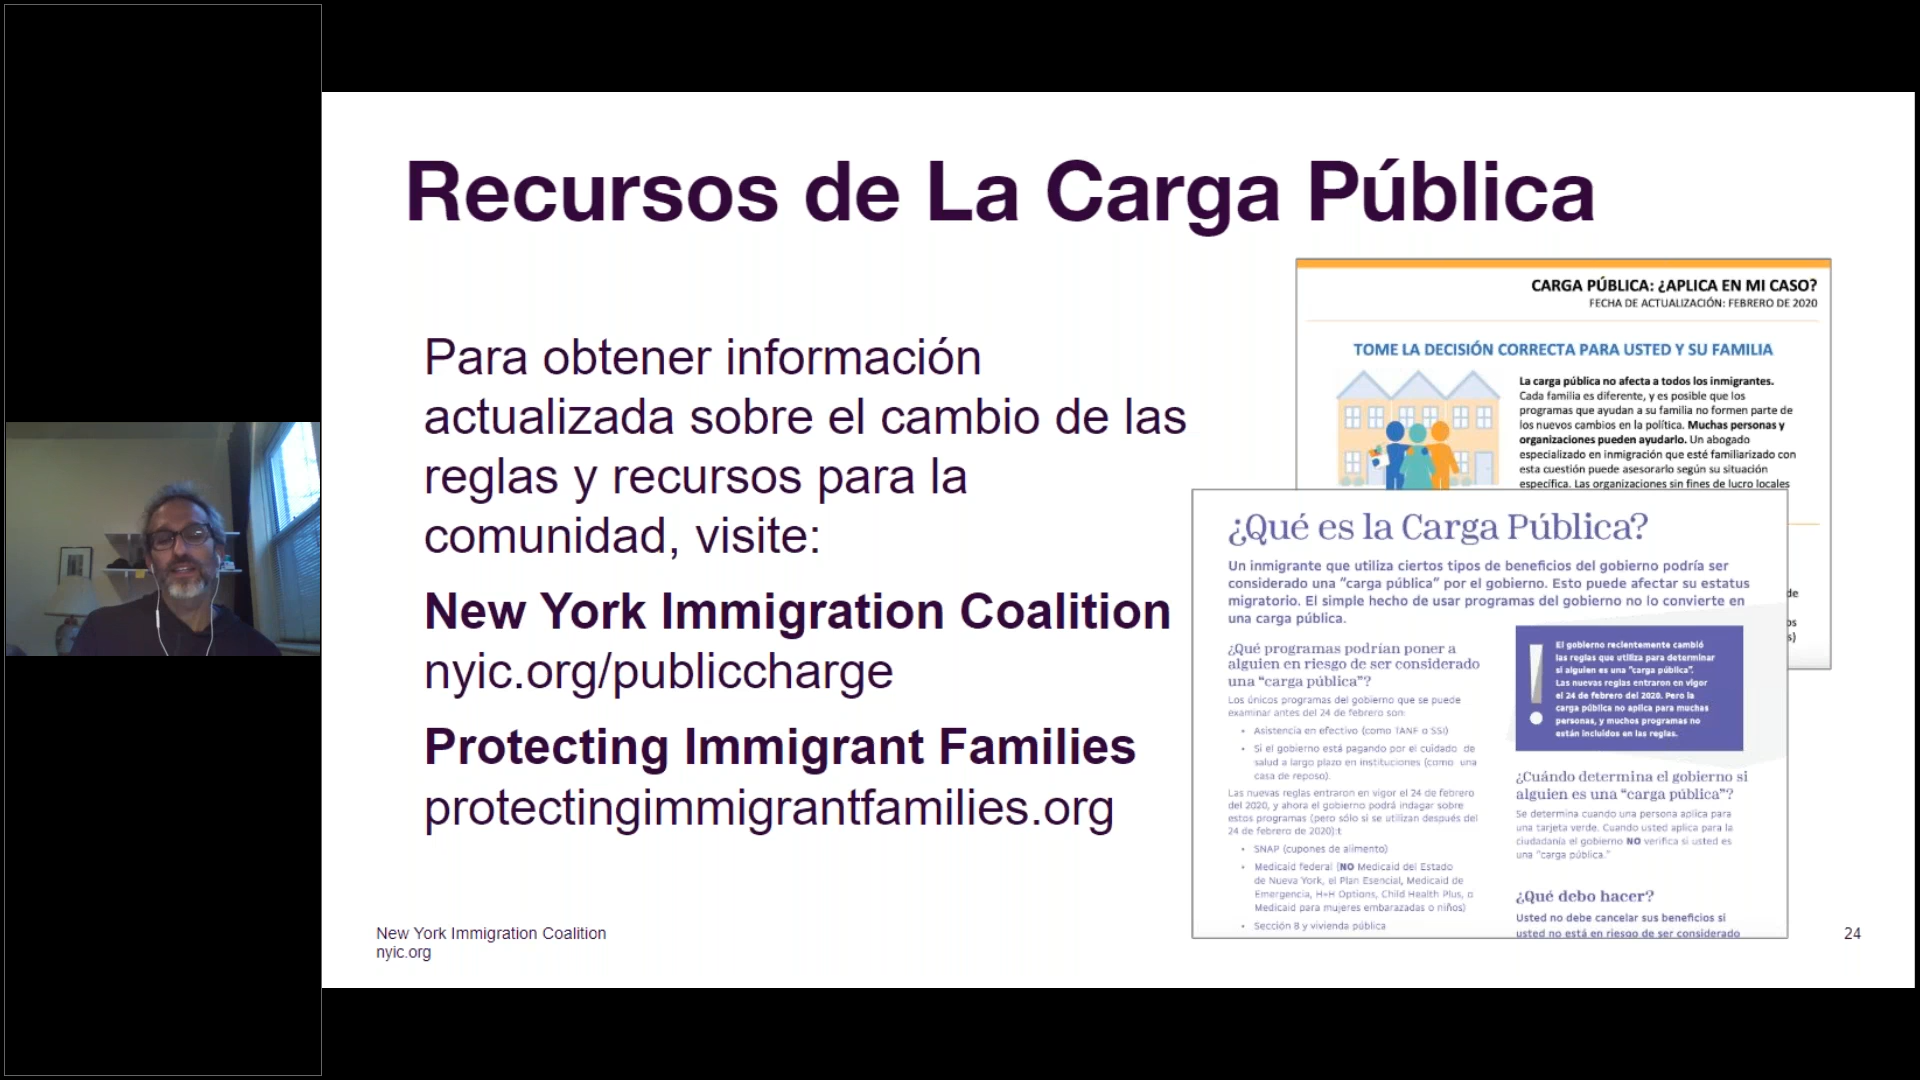 Recursos de La Carga Pública
Para obtener información
actualizada sobre el cambio de las
reglas y recursos para la
comunidad, visite:
New York Immigration Coalition
nyic.org/publiccharge
Protecting Immigrant Families
protectingimmigrantfamilies.org
CARGA PÚBLICA: ¿APLICA EN MI CASO?
FECHA DE ACTUALIZACIÓN: FEBRERO DE 2020
TOME LA DECISIÓN CORRECTA PARA USTED Y SU FAMILIA
La carga pública no afecta a todos los inmigrantes.
Cada familia es diferente, y es posible que los
programas que ayudan a su familia no formen parte de
los nuevos cambios en la política. Muchas personas y
organizaciones pueden ayudarlo. Un abogado
especializado en inmigración que esté familiarizado con
esta cuestión puede asesorarlo según su situación
específica. Las organizaciones sin fines de lucro locales
¿Qué es la Carga Pública?
Un inmigrante que utiliza ciertos tipos de beneficios del gobierno podría ser
considerado una “carga pública” por el gobierno. Esto puede afectar su estatus
migratorio. El simple hecho de usar programas del gobierno no lo convierte en
una carga pública.
¿Qué programas podrían poner a
alguien en riesgo de ser considerado
una “carga pública”?
Los únicos programas del gobierno que se puede
examinar antes del 24 de febrero son:
• Asistencia en efectivo (como TANF o SSI)
• Si el gobierno está pagando por el cuidado de
salud a largo plazo en instituciones (como una
casa de reposo).
Las nuevas reglas entraron en vigor el 24 de febrero
del 2020, y ahora el gobierno podrá indagar sobre
estos programas (pero sólo si se utilizan después del
24 de febrero de 2020):t
• SNAP (cupones de alimento)
• Medicaid federal (NO Medicaid del Estado
de Nueva York, el Plan Esencial, Medicaid de
Emergencia, H+H Options, Child Health Plus, o
Medicaid para mujeres embarazadas o niños)
• Sección 8 y vivienda pública
El gobierno recientemente cambió
las reglas que utiliza para determinar
si alguien es una “carga pública”.
Las nuevas reglas entraron en vigor
el 24 de febrero del 2020. Pero la
carga pública no aplica para muchas
personas, y muchos programas no
están incluidos en las reglas.
¿Cuándo determina el gobierno si
alguien es una “carga pública”?
Se determina cuando una persona aplica para
una tarjeta verde. Cuando usted aplica para la
ciudadanía el gobierno NO verifica si usted es
una “carga pública.”
¿Qué debo hacer?
Usted no debe cancelar sus beneficios si
usted no está en riesgo de ser considerado
New York Immigration Coalition
nyic.org
24